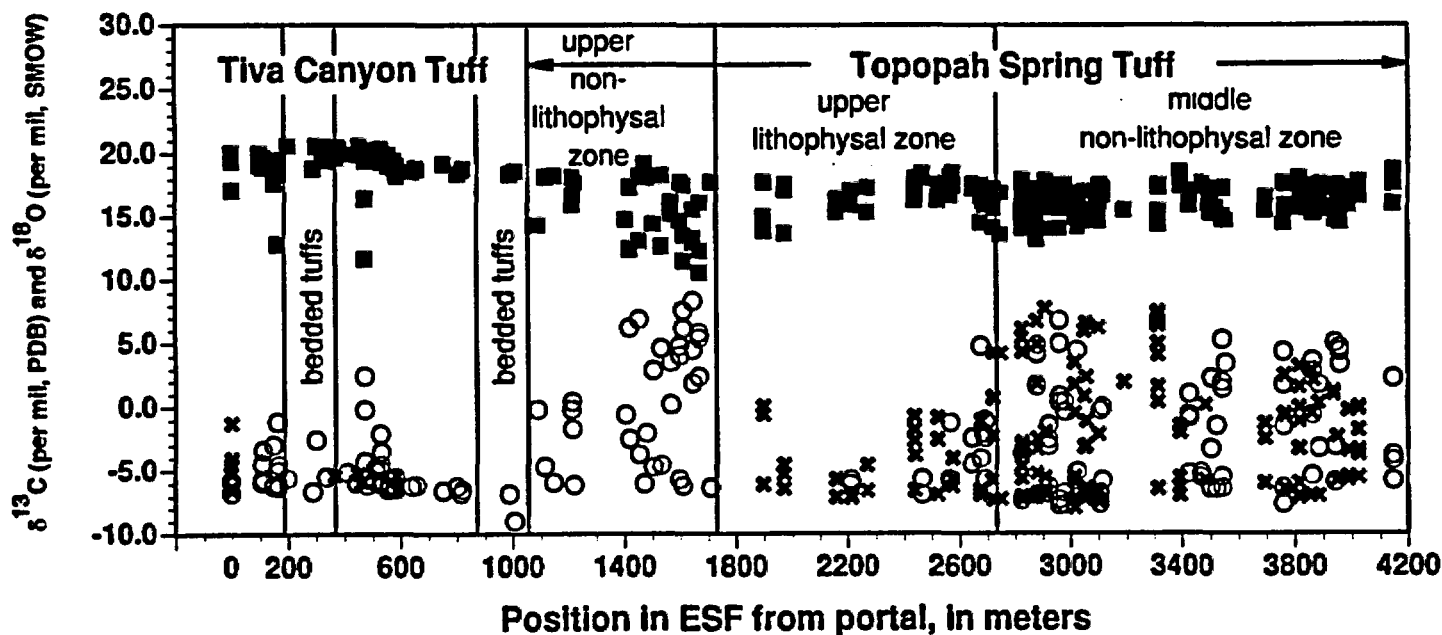 δ13C (per mil, PDB) and δ18O (per mil, SMOW)
30.0
25.0
20.0
15.0
10.0
5.0
0.0
-5.0
-10.0
Tiva Canyon Tuff
upper
non-
lithophysal
zone
Topopah Spring Tuff
upper
lithophysal zone
middle
non-lithophysal zone
bedded tuffs
bedded tuffs
0 200 600 1000 1400 1800 2200 2600 3000 3400 3800 4200
Position in ESF from portal, in meters